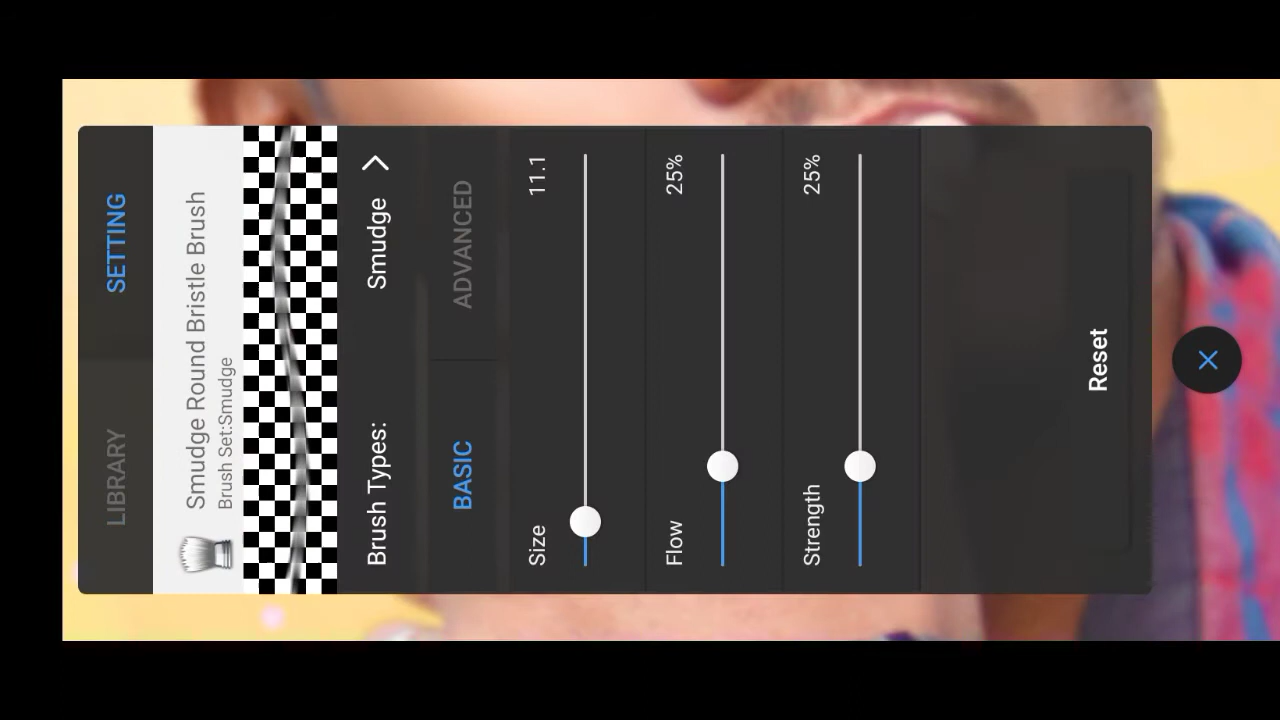 LIBRARY SETTING
Smudge Round Bristle Brush
Brush Set:Smudge
Brush Types: Smudge
BASIC ADVANCED
Size 11.1
Flow 25%
Strength 25%
Reset